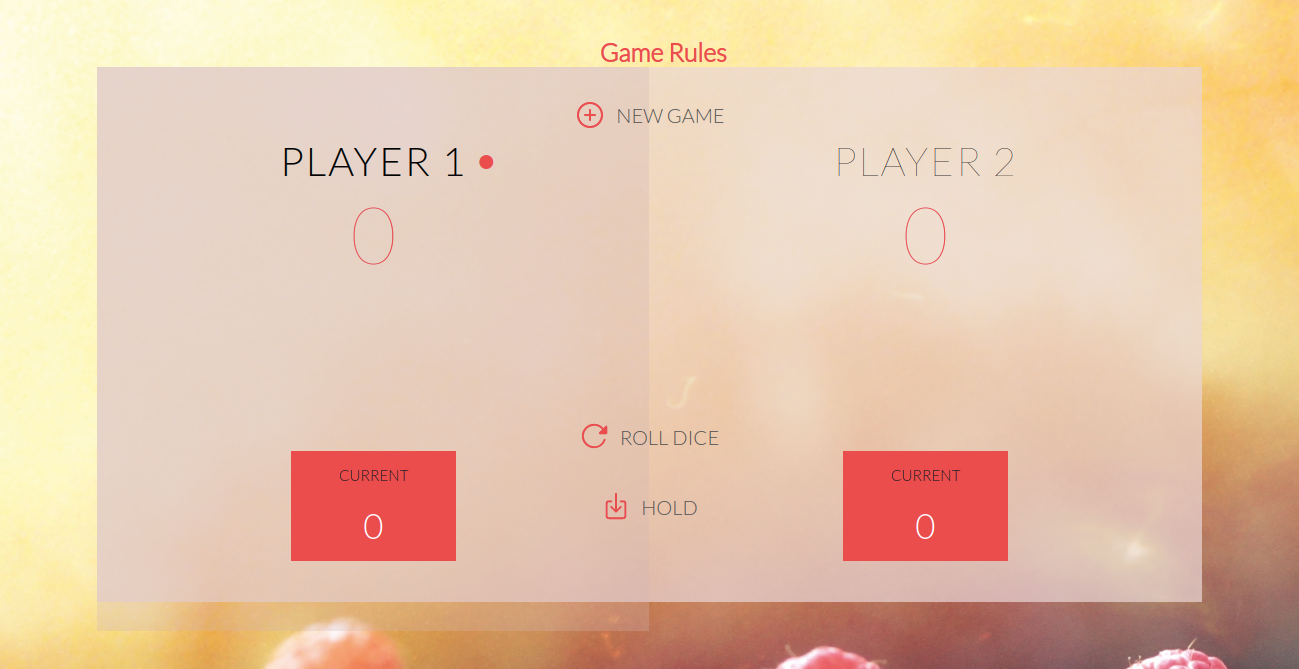 Game Rules
NEW GAME
PLAYER 1
PLAYER 2
0
0
ROLL DICE
CURRENT
CURRENT
HOLD
0
0